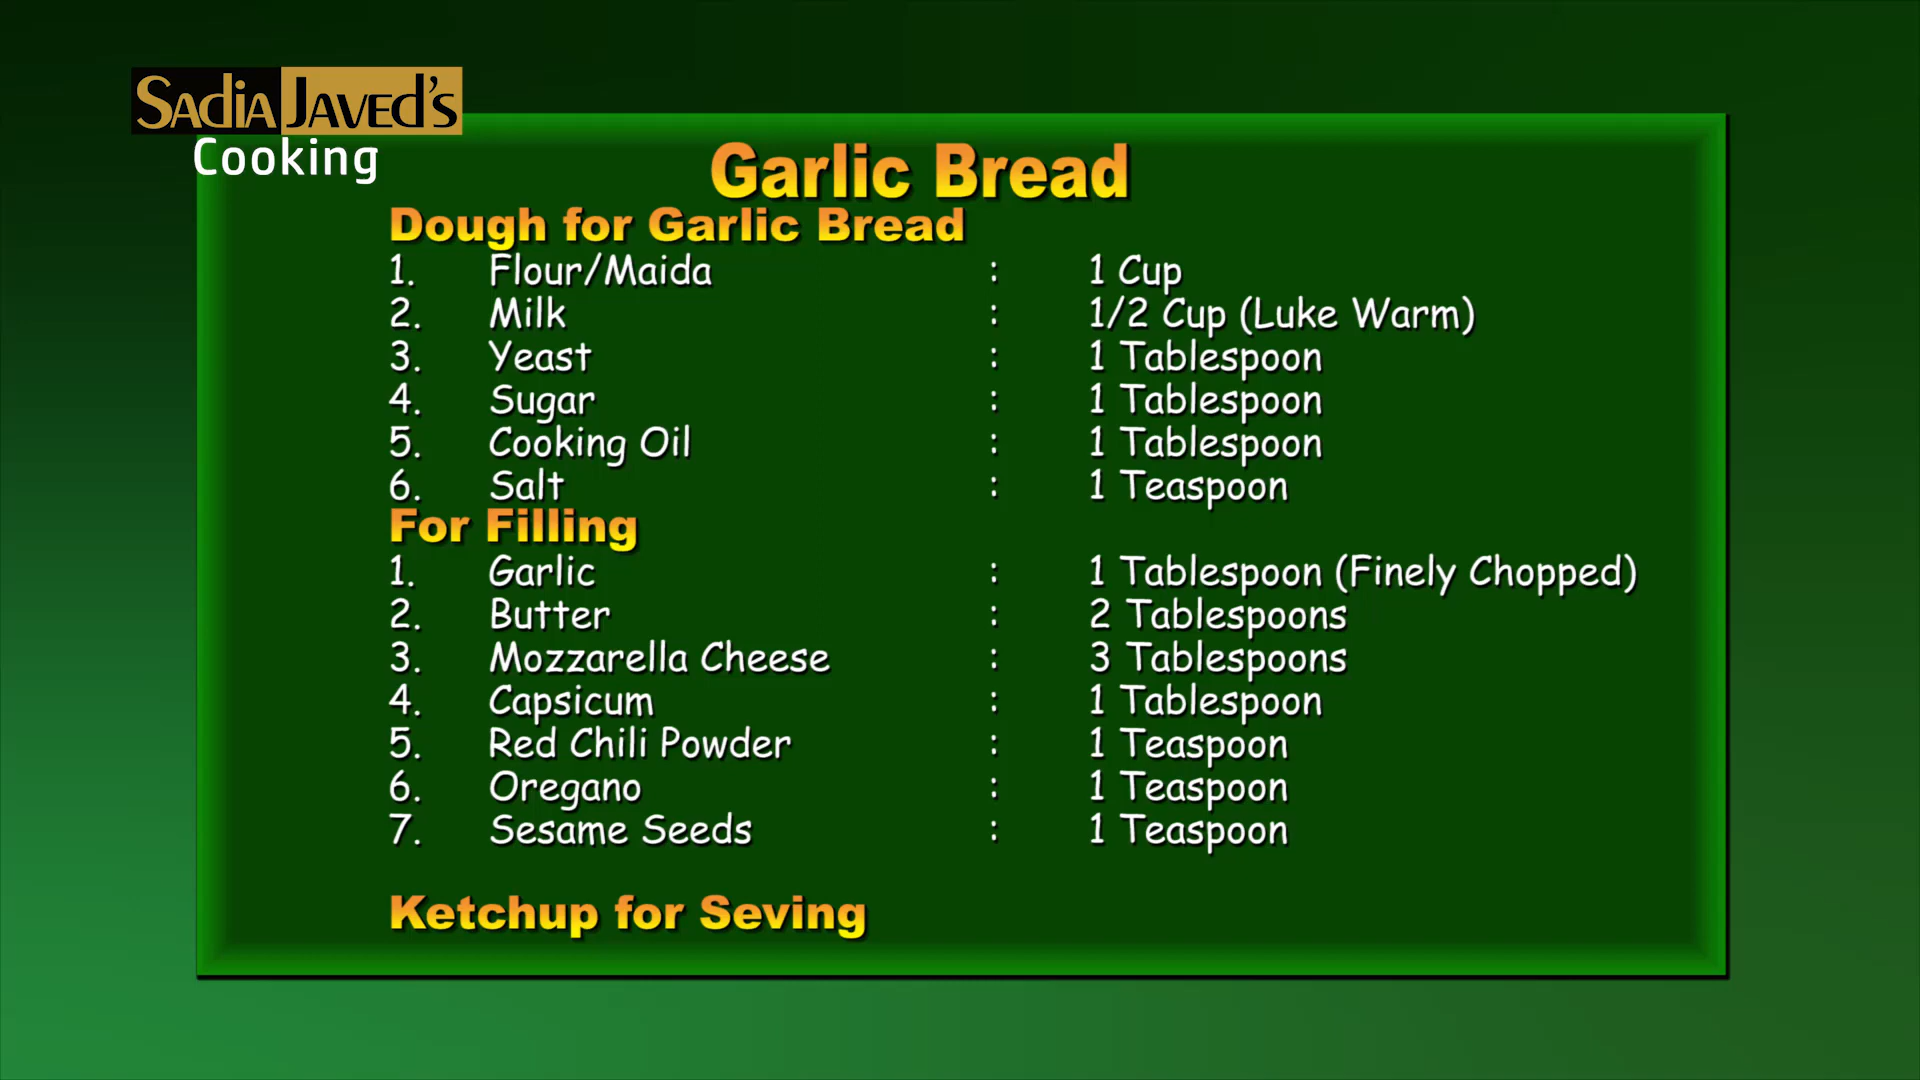 Sadia Javed's
Cooking
Garlic Bread
Dough for Garlic Bread
1. Flour/Maida : 1 Cup
2. Milk : 1/2 Cup (Luke Warm)
3. Yeast : 1 Tablespoon
4. Sugar : 1 Tablespoon
5. Cooking Oil : 1 Tablespoon
6. Salt : 1 Teaspoon
For Filling
1. Garlic : 1 Tablespoon (Finely Chopped)
2. Butter : 2 Tablespoons
3. Mozzarella Cheese : 3 Tablespoons
4. Capsicum : 1 Tablespoon
5. Red Chili Powder : 1 Teaspoon
6. Oregano : 1 Teaspoon
7. Sesame Seeds : 1 Teaspoon
Ketchup for Seving